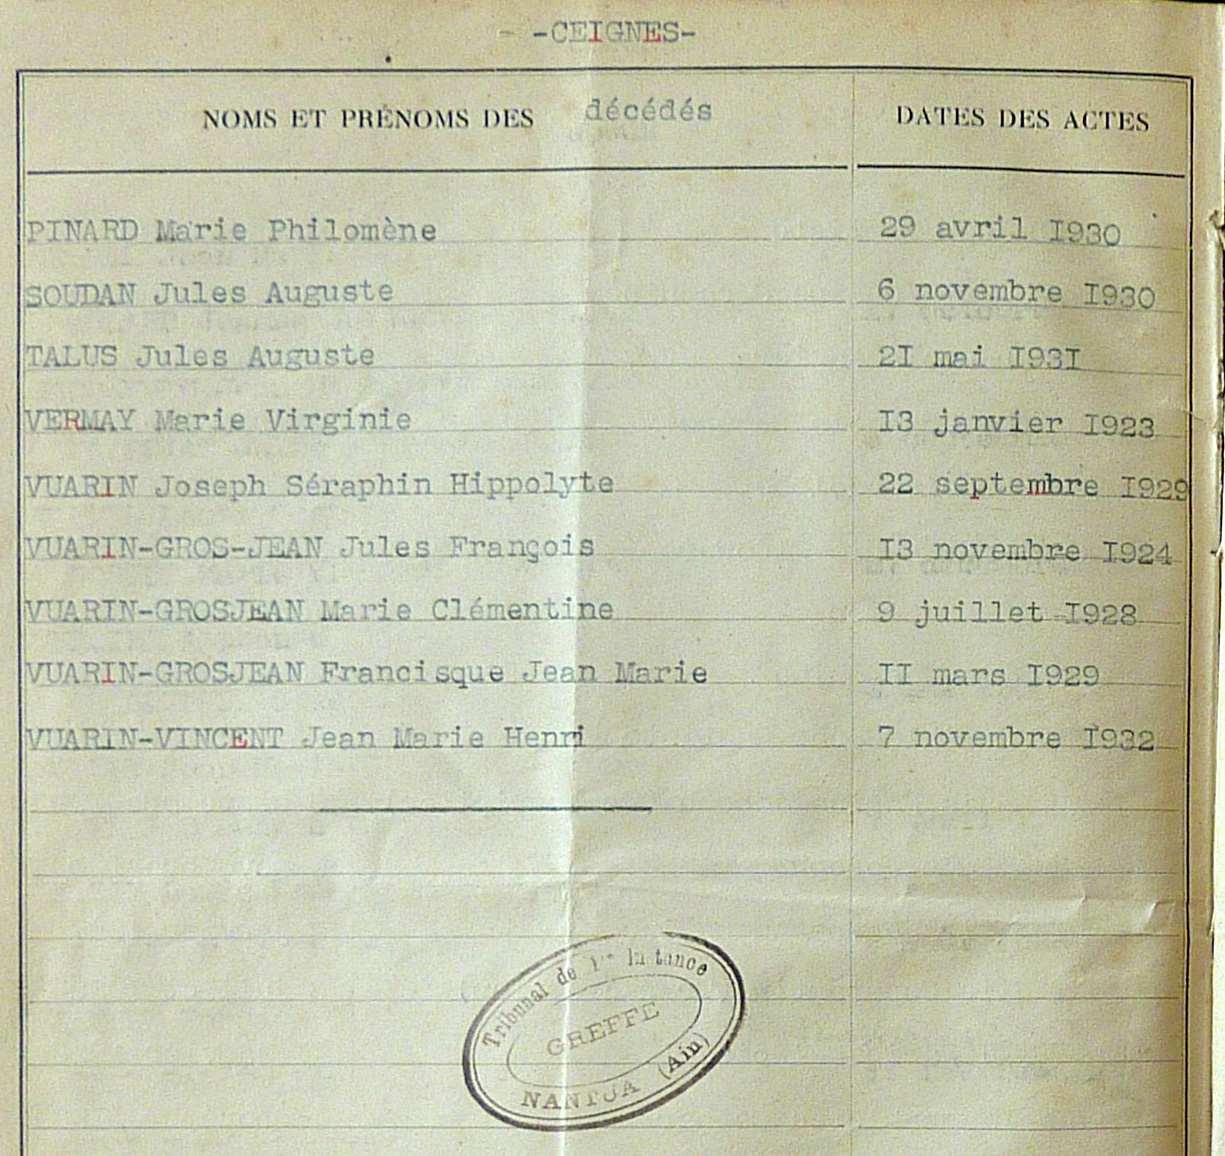 -CEIGNES-
NOMS ET PRÉNOMS DES décédés DATES DES ACTES
PINARD Marie Philomène 29 avril I930
SOUDAN Jules Auguste 6 novembre I930
TALUS Jules Auguste 2I mai I93I
VERMAY Marie Virginie I3 janvier I923
VUARIN Joseph Séraphin Hippolyte 22 septembre I929
VUARIN-GROS-JEAN Jules François I3 novembre I924
VUARIN-GROSJEAN Marie Clémentine 9 juillet I928
VUARIN-GROSJEAN Francisque Jean Marie II mars I929
VUARIN-VINCENT Jean Marie Henri 7 novembre I932
Tribunal de 1re Instance
GREFFE
NANTUA (Ain)